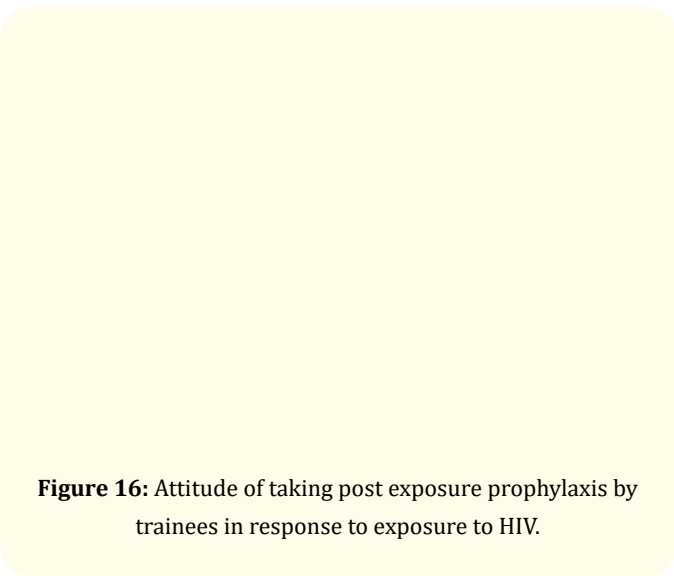 Figure 16: Attitude of taking post exposure prophylaxis by
trainees in response to exposure to HIV.